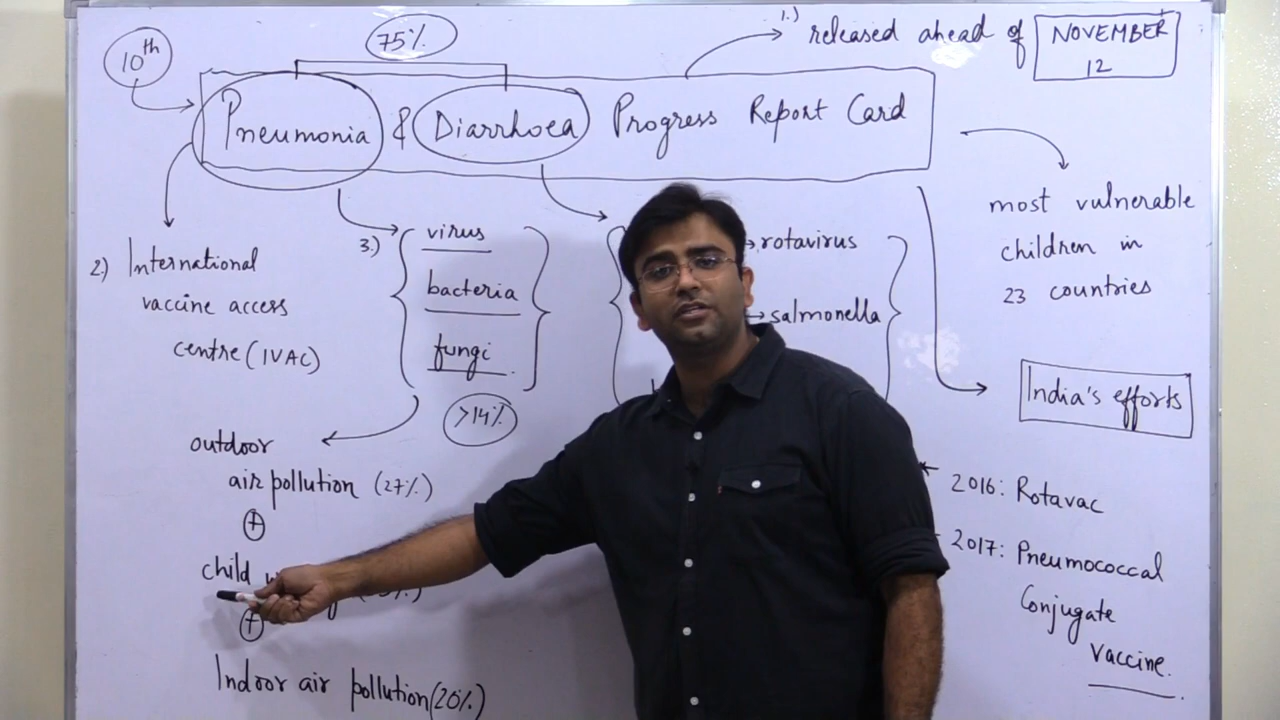 10th
75%
1.) released ahead of NOVEMBER
12
Pneumonia & Diarrhoea Progress Report Card
most vulnerable
children in
23 countries
2) International
vaccine access
centre (IVAC)
3.) virus
bacteria
fungi
>14%
rotavirus
salmonella
India's efforts
2016: Rotavac
2017: Pneumococcal
Conjugate
Vaccine.
outdoor
air pollution (27%)
+
child
+
Indoor air pollution (20%)